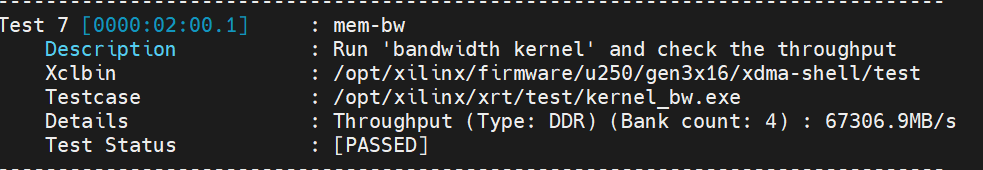 Test 7 [0000:02:00.1] : mem-bw
Description : Run 'bandwidth kernel' and check the throughput
Xclbin : /opt/xilinx/firmware/u250/gen3x16/xdma-shell/test
Testcase : /opt/xilinx/xrt/test/kernel_bw.exe
Details : Throughput (Type: DDR) (Bank count: 4) : 67306.9MB/s
Test Status : [PASSED]